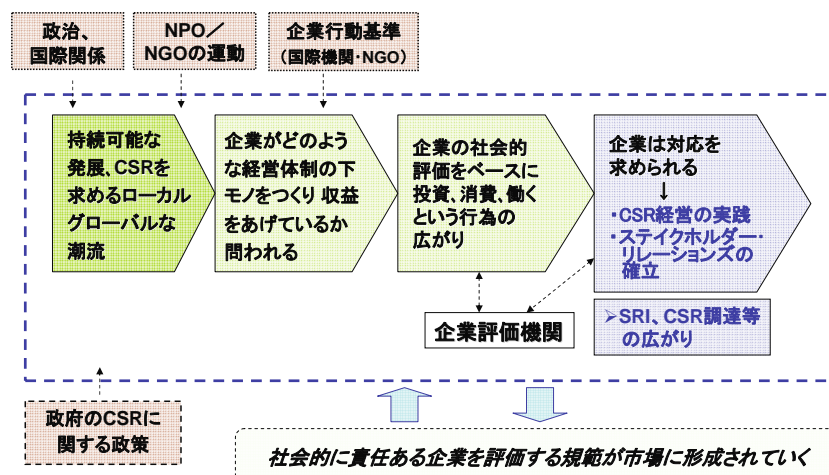 政治、
国際関係
NPO／
NGOの運動
企業行動基準
（国際機関・NGO）
持続可能な
発展、CSRを
求めるローカル
グローバルな
潮流
企業がどのよう
な経営体制の下
モノをつくり 収益
をあげているか
問われる
企業の社会的
評価をベースに
投資、消費、働く
という行為の
広がり
企業は対応を
求められる
↓
・CSR経営の実践
・ステイクホルダー・
リレーションズの
確立
企業評価機関
➢SRI、CSR調達等
の広がり
政府のCSRに
関する政策
社会的に責任ある企業を評価する規範が市場に形成されていく